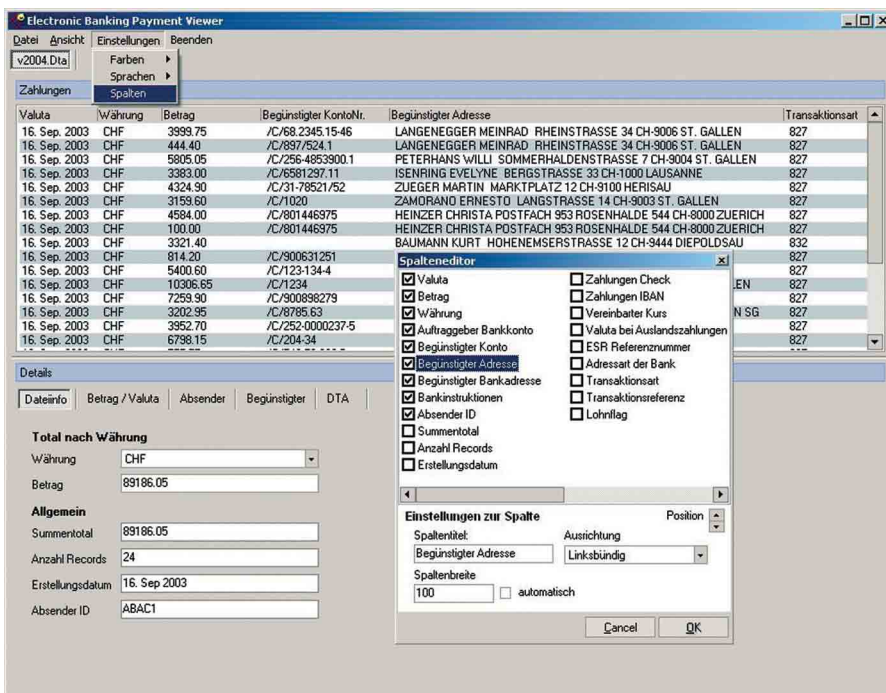 Electronic Banking Payment Viewer
Datei Ansicht Einstellungen Beenden
v2004.Dta
Farben
Sprachen
Spalten
Zahlungen
Valuta Währung Betrag Begünstigter KontoNr. Begünstigter Adresse Transaktionsart
16. Sep. 2003 CHF 3999.75 /C/68.2345.15-46 LANGENEGGER MEINRAD RHEINSTRASSE 34 CH-9006 ST. GALLEN 827
16. Sep. 2003 CHF 444.40 /C/897/524.1 LANGENEGGER MEINRAD RHEINSTRASSE 34 CH-9006 ST. GALLEN 827
16. Sep. 2003 CHF 5805.05 /C/256-4853900.1 PETERHANS WILLI SOMMERHALDENSTRASSE 7 CH-9004 ST. GALLEN 827
16. Sep. 2003 CHF 3383.00 /C/6581297.11 ISENRING EVELYNE BERGSTRASSE 33 CH-1000 LAUSANNE 827
16. Sep. 2003 CHF 4324.90 /C/31-78521/52 ZUEGER MARTIN MARKTPLATZ 12 CH-9100 HERISAU 827
16. Sep. 2003 CHF 3159.60 /C/1020 ZAMORANO ERNESTO LANGSTRASSE 14 CH-9003 ST. GALLEN 827
16. Sep. 2003 CHF 4584.00 /C/801446975 HEINZER CHRISTA POSTFACH 953 ROSENHALDE 544 CH-8000 ZUERICH 827
16. Sep. 2003 CHF 100.00 /C/801446975 HEINZER CHRISTA POSTFACH 953 ROSENHALDE 544 CH-8000 ZUERICH 827
16. Sep. 2003 CHF 3321.40 BAUMANN KURT HOHENEMSERSTRASSE 12 CH-9444 DIEPOLDSAU 832
16. Sep. 2003 CHF 814.20 /C/900631251 827
16. Sep. 2003 CHF 5400.60 /C/123-134-4 827
16. Sep. 2003 CHF 10306.65 /C/1234 LEN 827
16. Sep. 2003 CHF 7259.90 /C/900898279 827
16. Sep. 2003 CHF 3202.95 /C/8785.63 N SG 827
16. Sep. 2003 CHF 3952.70 /C/252-0000237-5 827
16. Sep. 2003 CHF 6798.15 /C/204-34 827
Spalteneditor
Valuta
Betrag
Währung
Auftraggeber Bankkonto
Begünstigter Konto
Begünstigter Adresse
Begünstigter Bankadresse
Bankinstruktionen
Absender ID
Summentotal
Anzahl Records
Erstellungsdatum
Zahlungen Check
Zahlungen IBAN
Vereinbarter Kurs
Valuta bei Auslandszahlungen
ESR Referenznummer
Adressart der Bank
Transaktionsart
Transaktionsreferenz
Lohnflag
Einstellungen zur Spalte Position
Spaltentitel: Ausrichtung
Begünstigter Adresse Linksbündig
Spaltenbreite
100 automatisch
Cancel OK
Details
Dateiinfo Betrag / Valuta Absender Begünstigter DTA
Total nach Währung
Währung CHF
Betrag 89186.05
Allgemein
Summentotal 89186.05
Anzahl Records 24
Erstellungsdatum 16. Sep 2003
Absender ID ABAC1